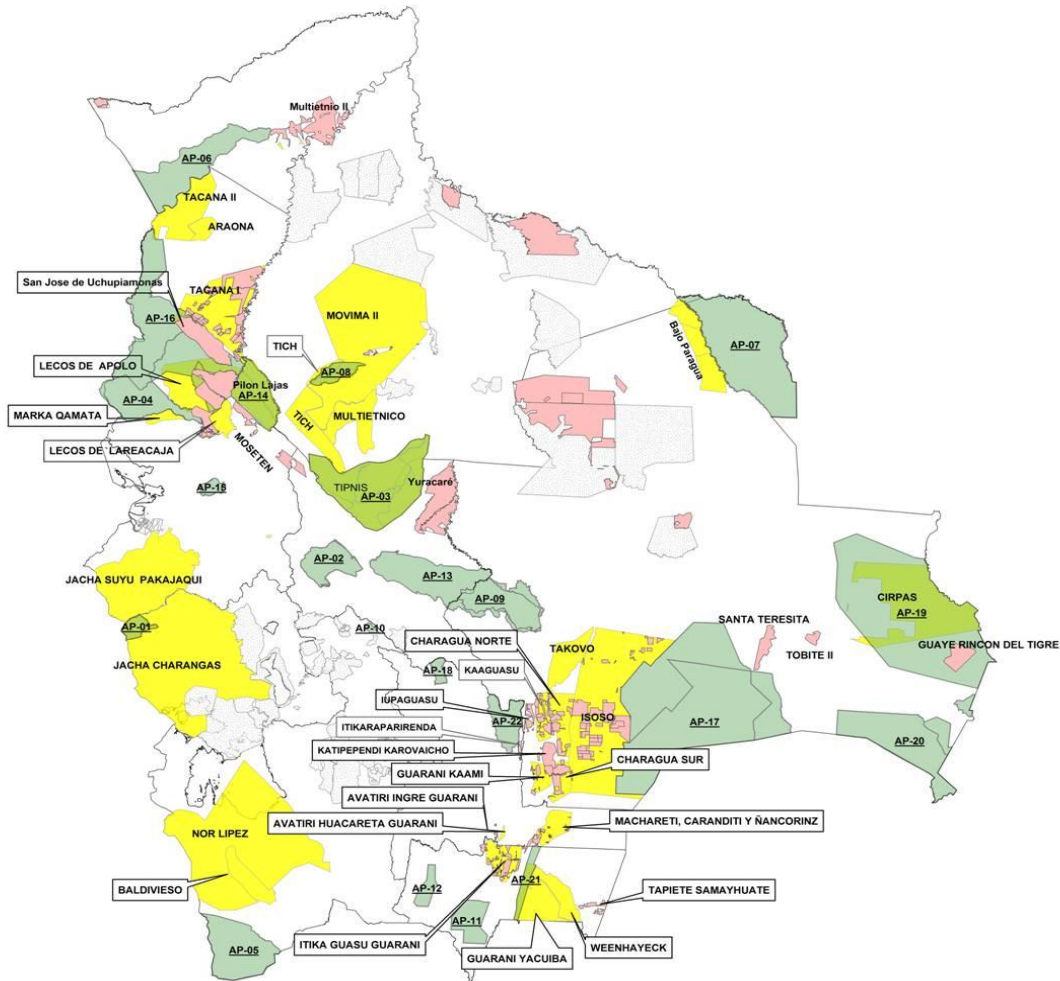 Multietnio II
AP-06
TACANA II
ARAONA
San Jose de Uchupiamonas
TACANA I
AP-16
MOVIMA II
Bajo Paragua
AP-07
TICH
AP-08
LECOS DE APOLO
Pilon Lajas
AP-14
AP-04
TICH
MULTIETNICO
MARKA QAMATA
LECOS DE LAREACAJA
MOSETEN
TIPNIS
AP-03
Yuracaré
AP-15
AP-02
AP-13
AP-09
JACHA SUYU PAKAJAQUI
CIRPAS
AP-19
AP-01
AP-10
SANTA TERESITA
TOBITE II
GUAYE RINCON DEL TIGRE
CHARAGUA NORTE
TAKOVO
JACHA CHARANGAS
AP-18
KAAGUASU
IUPAGUASU
AP-22
ISOSO
AP-17
ITIKARAPARIRENDA
AP-20
KATIPEPENDI KAROVAICHO
GUARANI KAAMI
CHARAGUA SUR
AVATIRI INGRE GUARANI
AVATIRI HUACARETA GUARANI
MACHARETI, CARANDITI Y ÑANCORINZ
NOR LIPEZ
BALDIVIESO
AP-12
AP-21
TAPIETE SAMAYHUATE
AP-11
ITIKA GUASU GUARANI
GUARANI YACUIBA
WEENHAYECK
AP-05